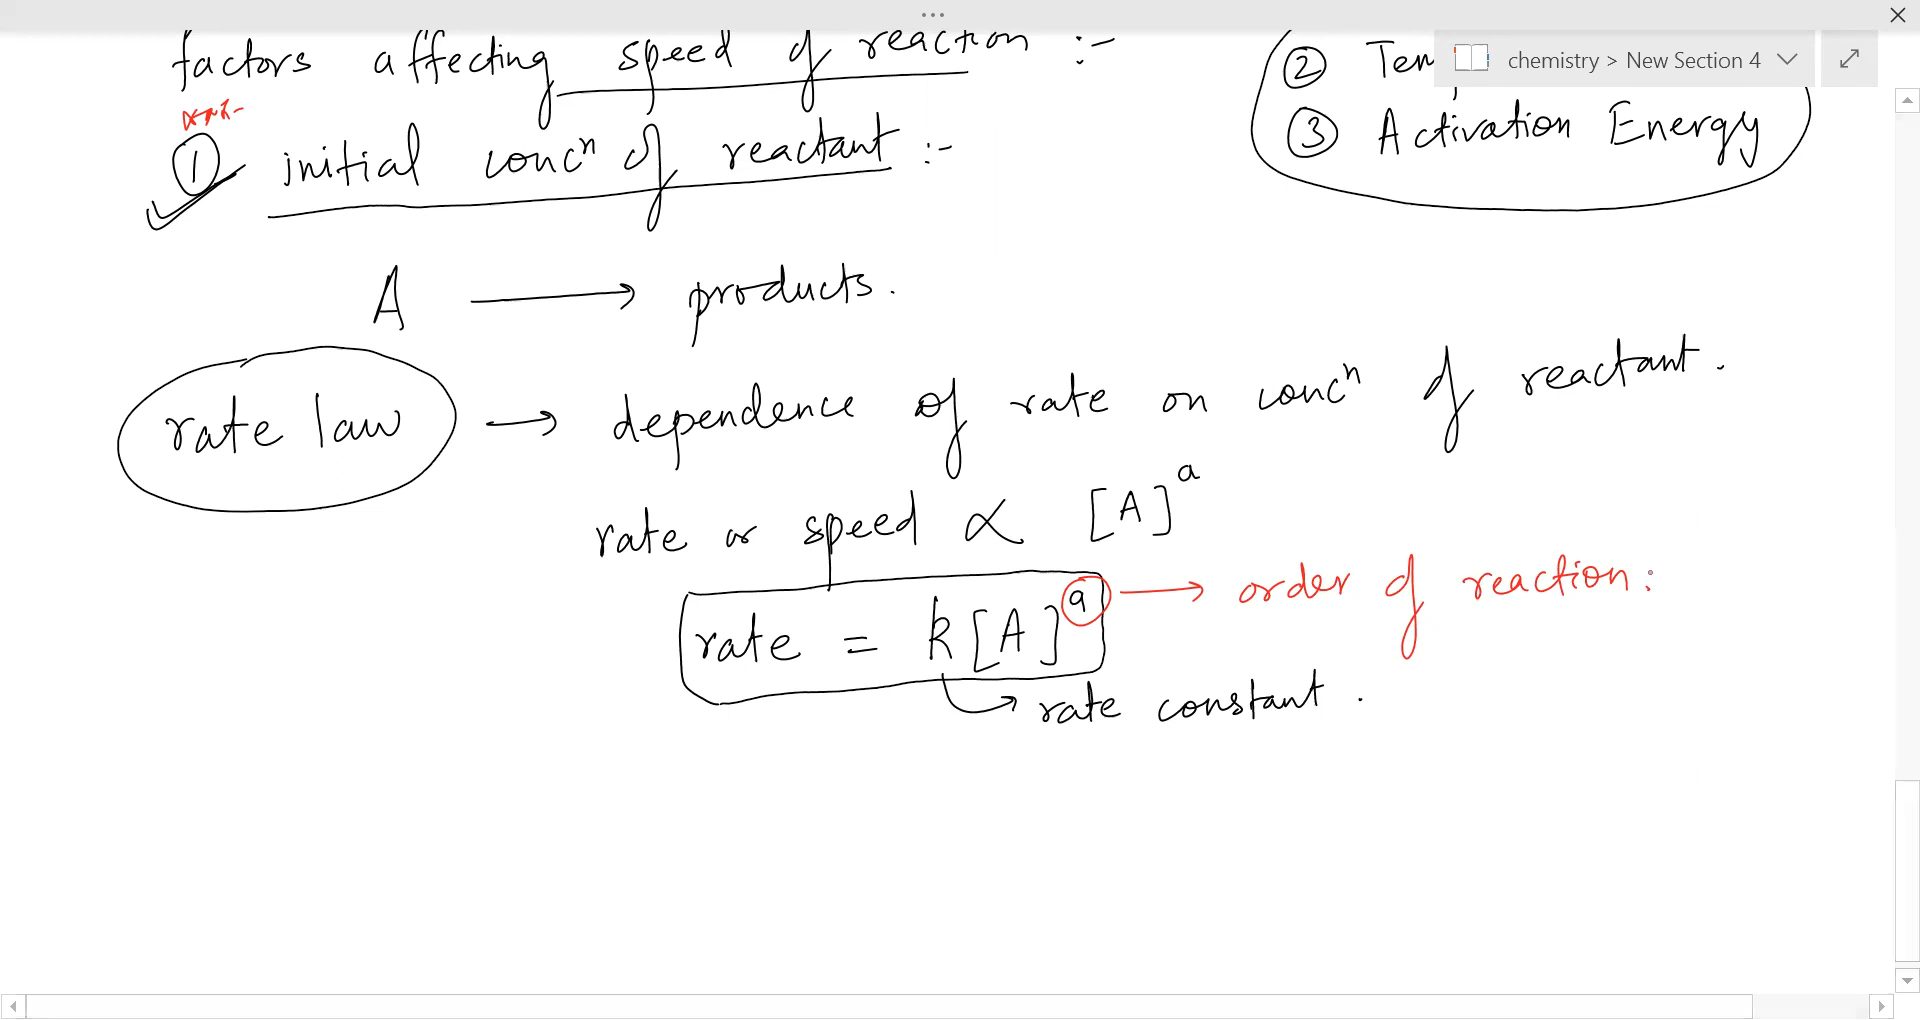 factors affecting speed of reaction :-
② Tem
chemistry > New Section 4
③ Activation Energy
① initial concⁿ of reactant :-
A ⟶ products.
rate law → dependence of rate on concⁿ of reactant.
rate or speed ∝ [A]ᵃ
rate = k[A]ᵃ → order of reaction:
→ rate constant.